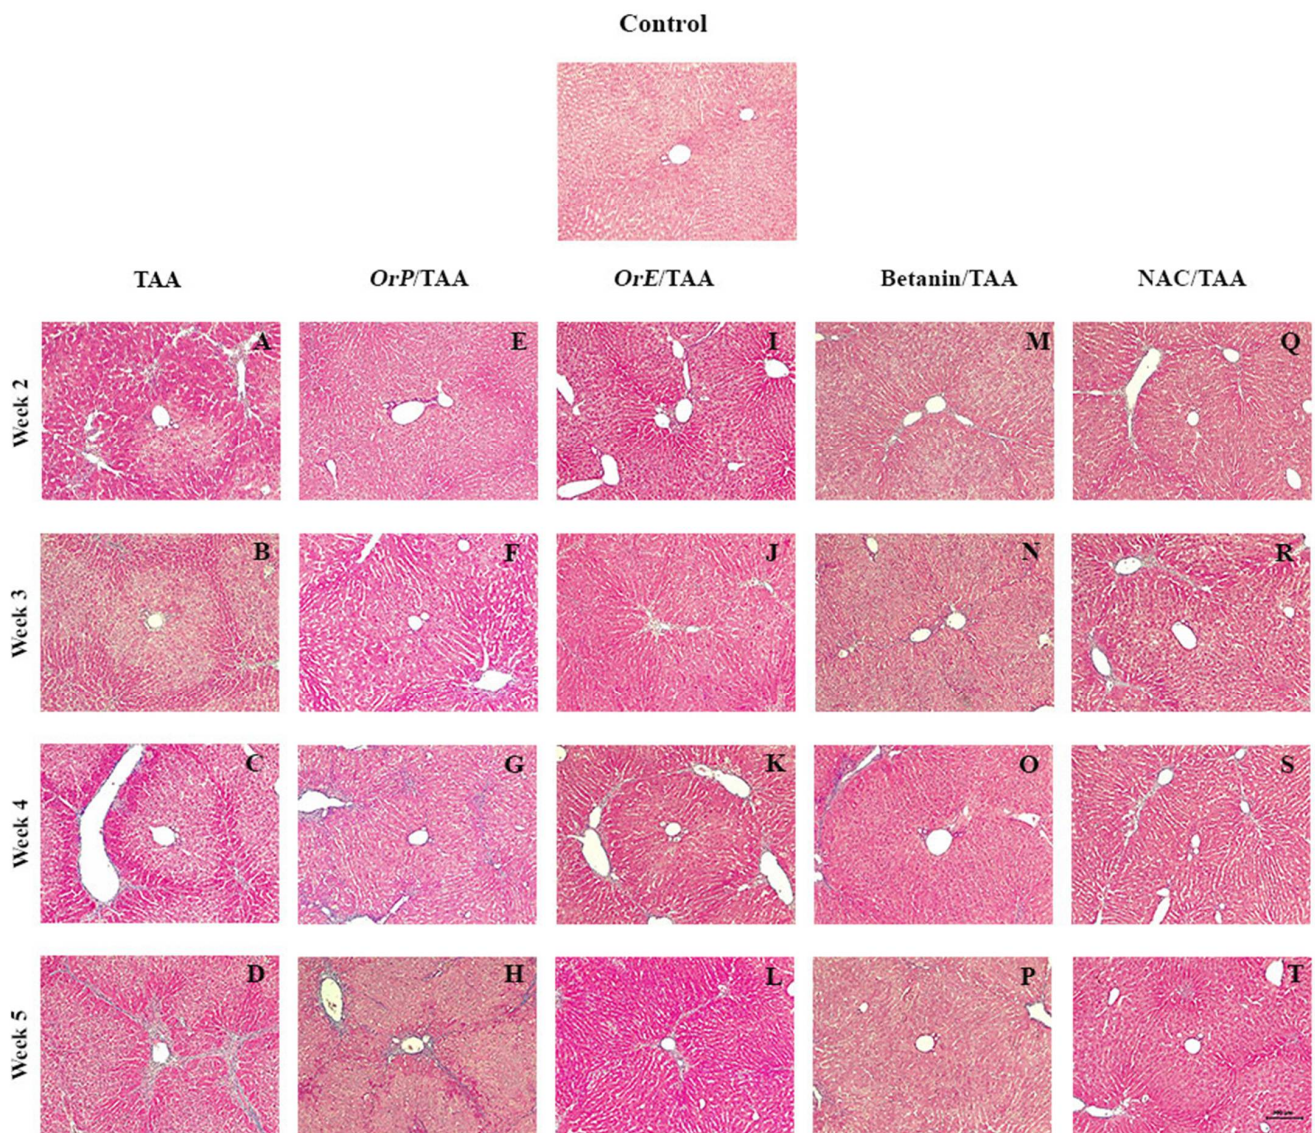 Control
TAA
OrP/TAA
OrE/TAA
Betanin/TAA
NAC/TAA
Week 2
A
E
I
M
Q
Week 3
B
F
J
N
R
Week 4
C
G
K
O
S
Week 5
D
H
L
P
T